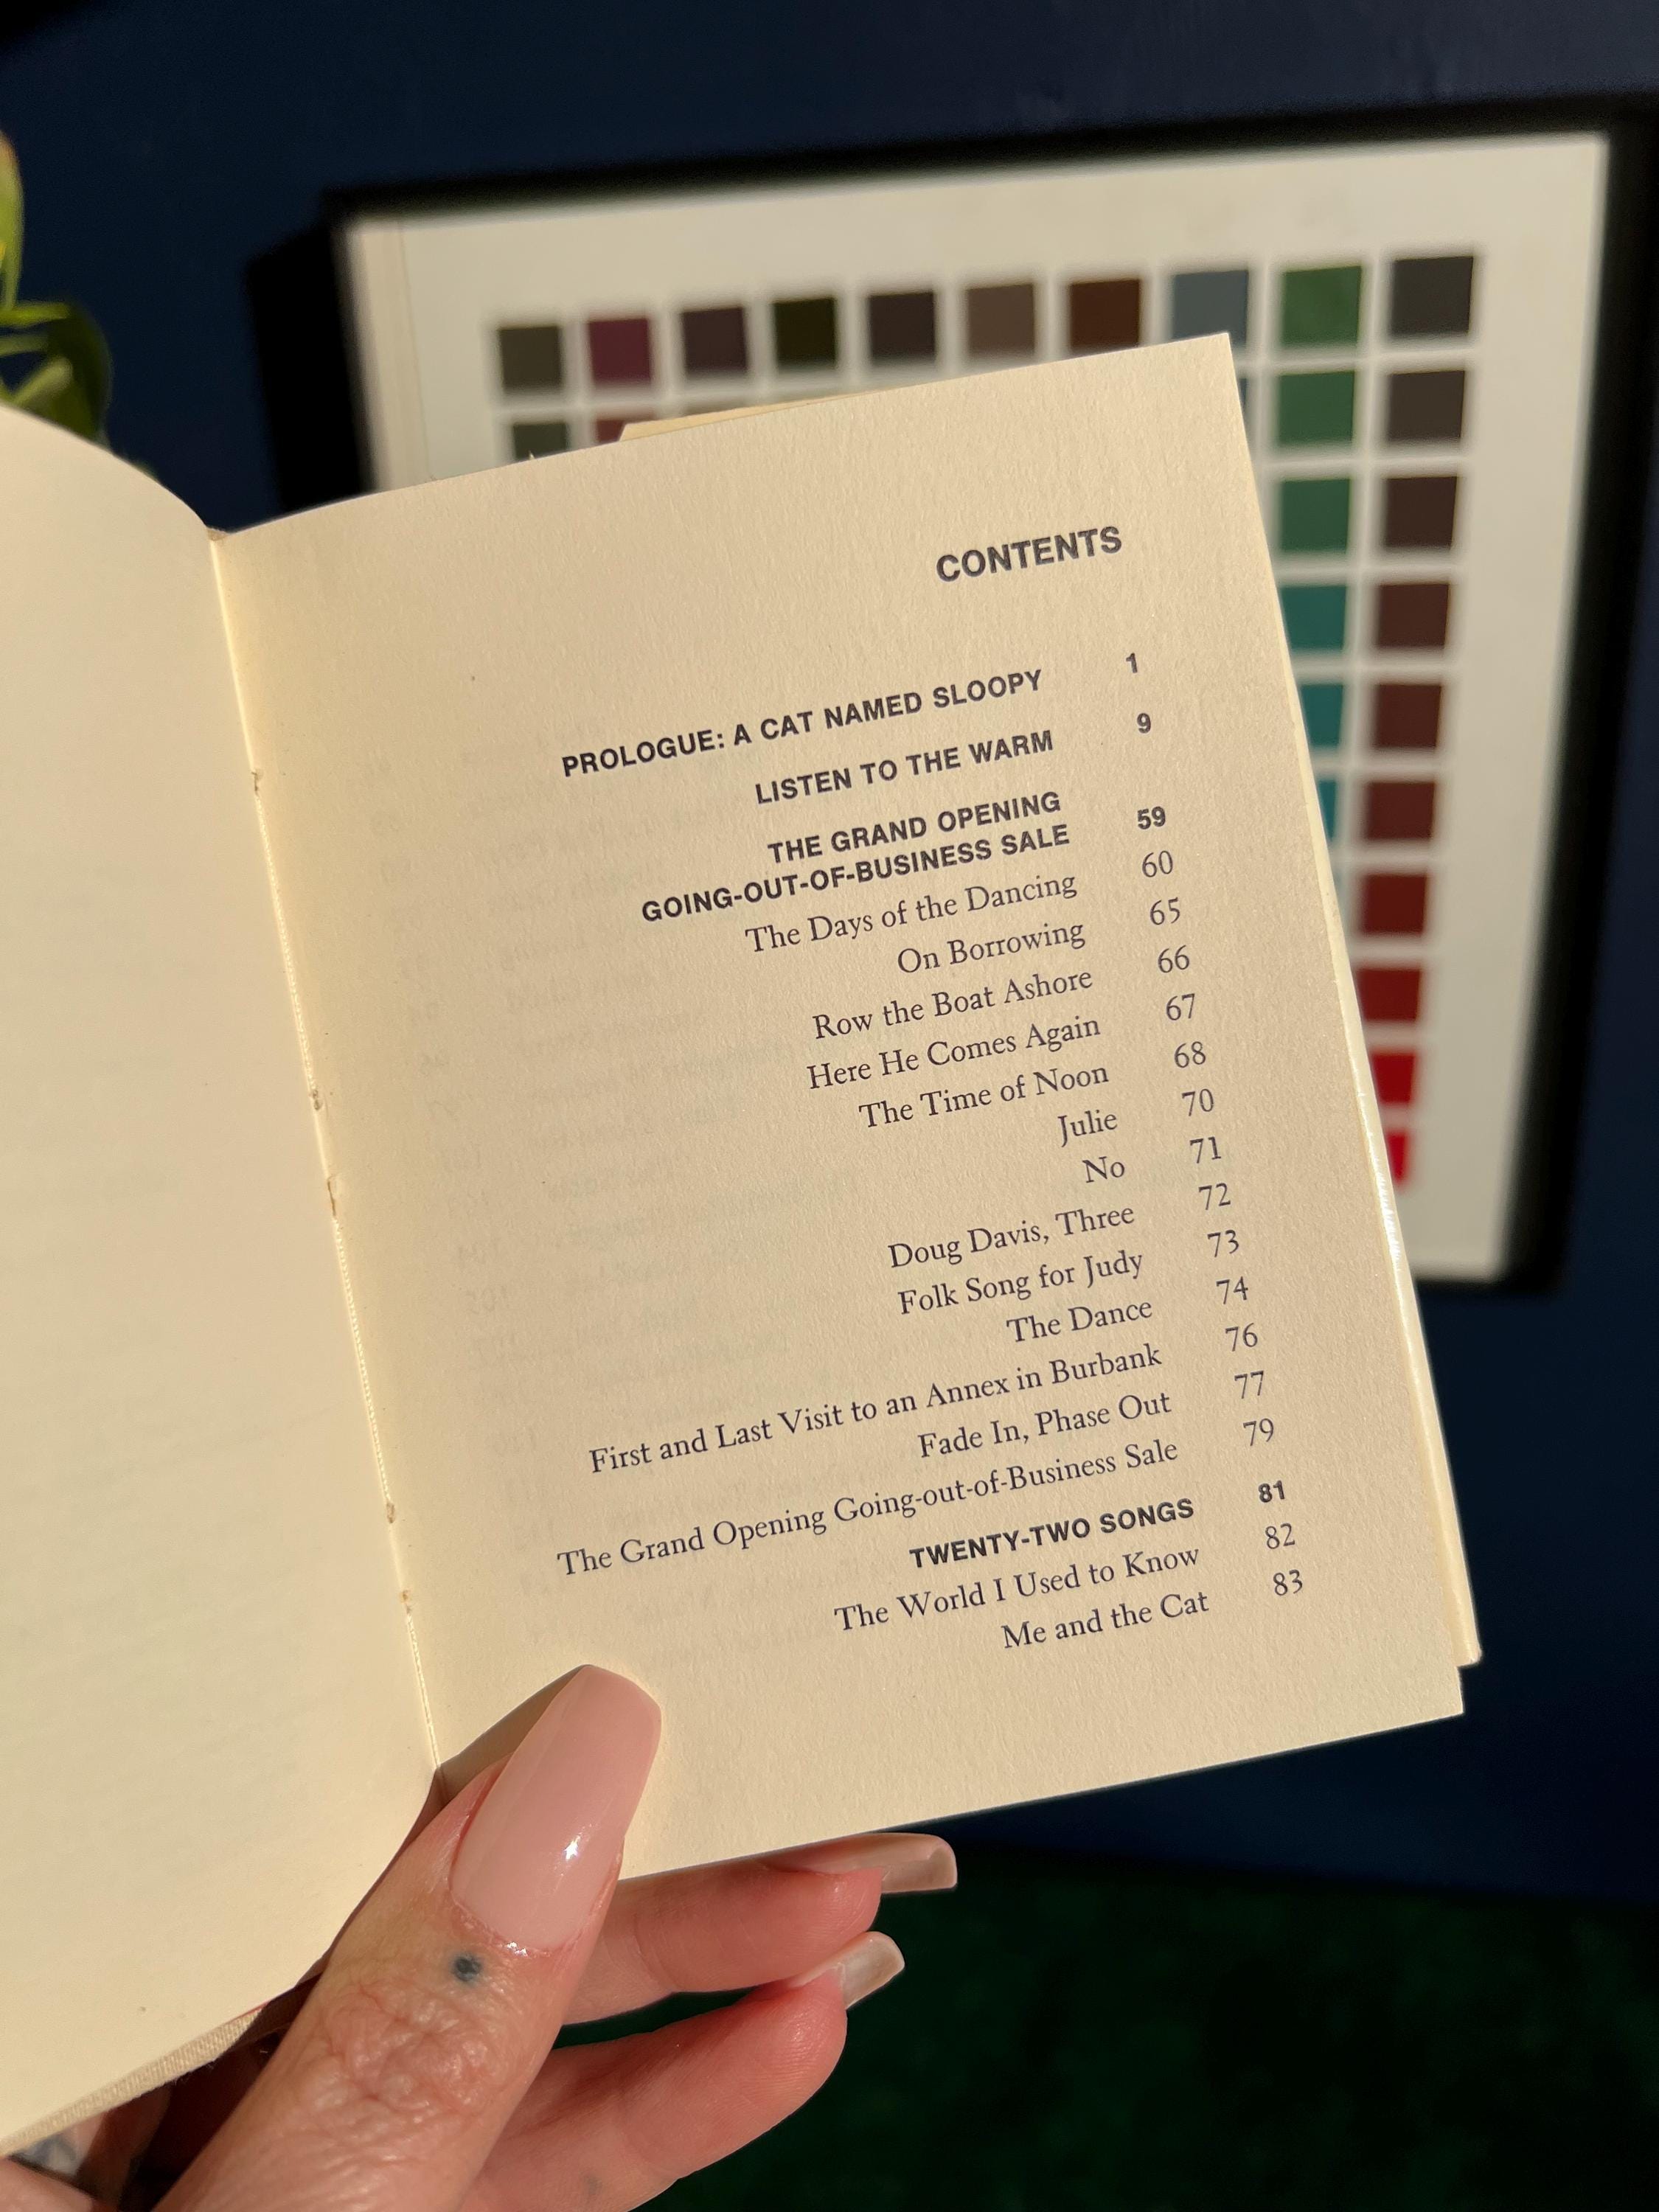 CONTENTS
PROLOGUE: A CAT NAMED SLOOPY 1
LISTEN TO THE WARM 9
THE GRAND OPENING
GOING-OUT-OF-BUSINESS SALE 59
The Days of the Dancing 60
On Borrowing 65
Row the Boat Ashore 66
Here He Comes Again 67
The Time of Noon 68
Julie 70
No 71
Doug Davis, Three 72
Folk Song for Judy 73
The Dance 74
First and Last Visit to an Annex in Burbank 76
Fade In, Phase Out 77
The Grand Opening Going-out-of-Business Sale 79
TWENTY-TWO SONGS 81
The World I Used to Know 82
Me and the Cat 83